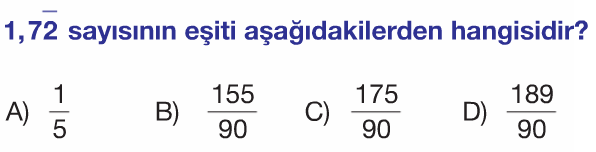 1,72̅ sayısının eşiti aşağıdakilerden hangisidir?
A) 1/5 B) 155/90 C) 175/90 D) 189/90